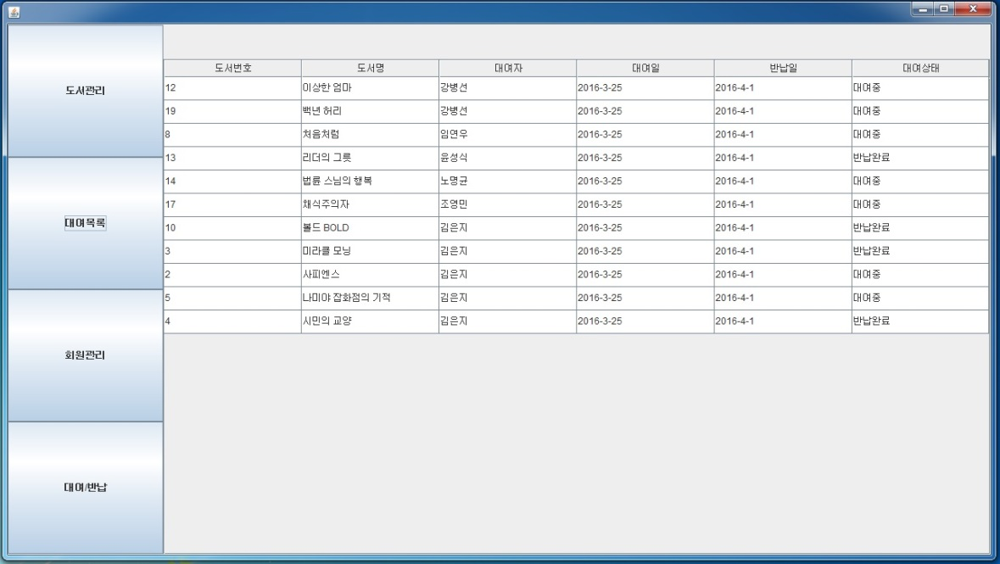 도서관리
대여목록
회원관리
대여/반납
도서번호 도서명 대여자 대여일 반납일 대여상태
12 이상한 엄마 강병선 2016-3-25 2016-4-1 대여중
19 백년 허리 강병선 2016-3-25 2016-4-1 대여중
8 처음처럼 임연우 2016-3-25 2016-4-1 대여중
13 리더의 그릇 윤성식 2016-3-25 2016-4-1 반납완료
14 법륜 스님의 행복 노명균 2016-3-25 2016-4-1 대여중
17 채식주의자 조영민 2016-3-25 2016-4-1 대여중
10 볼드 BOLD 김은지 2016-3-25 2016-4-1 반납완료
3 미라클 모닝 김은지 2016-3-25 2016-4-1 반납완료
2 사피엔스 김은지 2016-3-25 2016-4-1 대여중
5 나미야 잡화점의 기적 김은지 2016-3-25 2016-4-1 대여중
4 시민의 교양 김은지 2016-3-25 2016-4-1 반납완료